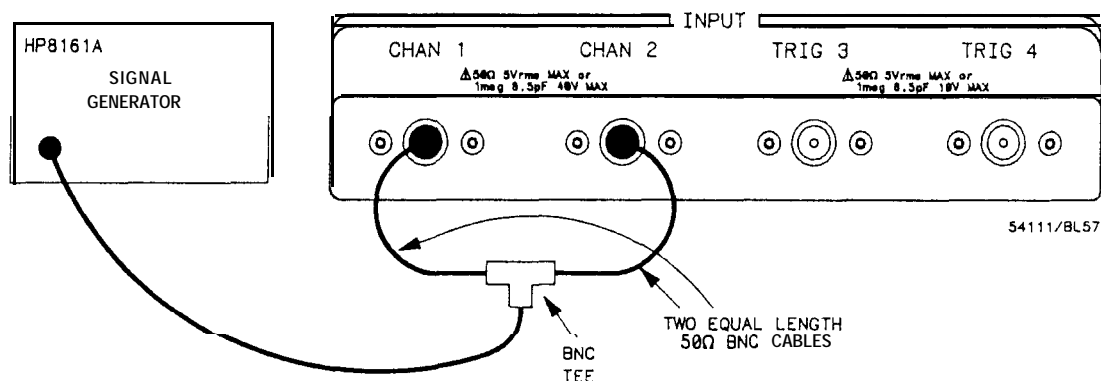 INPUT
HP8161A
SIGNAL
GENERATOR
CHAN 1
CHAN 2
TRIG 3
TRIG 4
⚠50Ω 5Vrms MAX or
1meg 8.5pF 40V MAX
⚠50Ω 5Vrms MAX or
1meg 8.5pF 10V MAX
54111/BL57
TWO EQUAL LENGTH
50Ω BNC CABLES
BNC
TEE